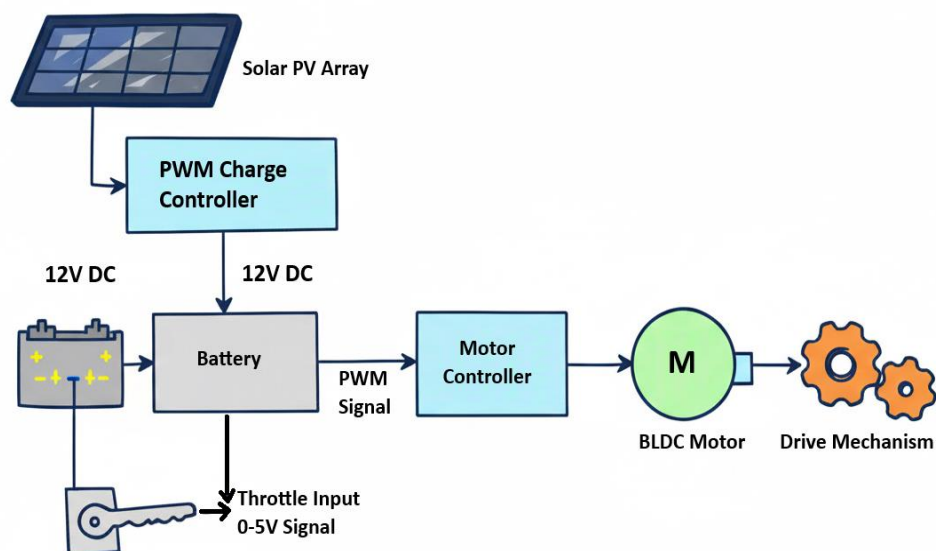 Solar PV Array
PWM Charge
Controller
12V DC
12V DC
Battery
PWM
Signal
Motor
Controller
M
BLDC Motor
Drive Mechanism
Throttle Input
0-5V Signal